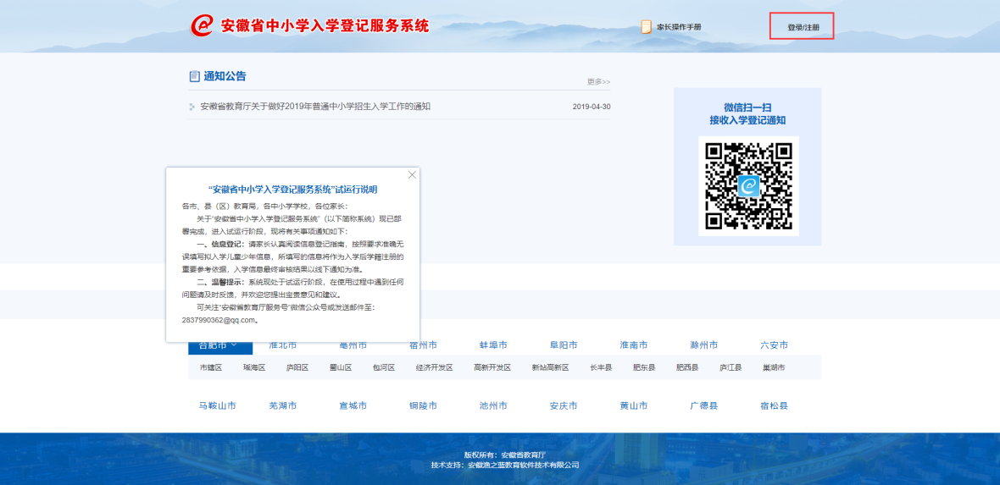 安徽省中小学入学登记服务系统
家长操作手册
登录/注册
通知公告
更多>>
安徽省教育厅关于做好2019年普通中小学招生入学工作的通知
2019-04-30
微信扫一扫
接收入学登记通知
“安徽省中小学入学登记服务系统”试运行说明
各市、县（区）教育局，各中小学学校，各位家长：
关于“安徽省中小学入学登记服务系统”（以下简称系统）现已部
署完成，进入试运行阶段，现将有关事项通知如下：
一、信息登记：请家长认真阅读信息登记指南，按照要求准确无
误填写拟入学儿童少年信息，所填写的信息将作为入学后学籍注册的
重要参考依据，入学信息最终审核结果以线下通知为准。
二、温馨提示：系统现处于试运行阶段，在使用过程中遇到任何
问题请及时反馈，并欢迎您提出宝贵意见和建议。
可关注“安徽省教育厅服务号”微信公众号或发送邮件至：
2837990362@qq.com。
合肥市 淮北市 亳州市 宿州市 蚌埠市 阜阳市 淮南市 滁州市 六安市
市辖区 瑶海区 庐阳区 蜀山区 包河区 经济开发区 高新开发区 新站高新区 长丰县 肥东县 肥西县 庐江县 巢湖市
马鞍山市 芜湖市 宣城市 铜陵市 池州市 安庆市 黄山市 广德县 宿松县
版权所有：安徽省教育厅
技术支持：安徽渔之蓝教育软件技术有限公司